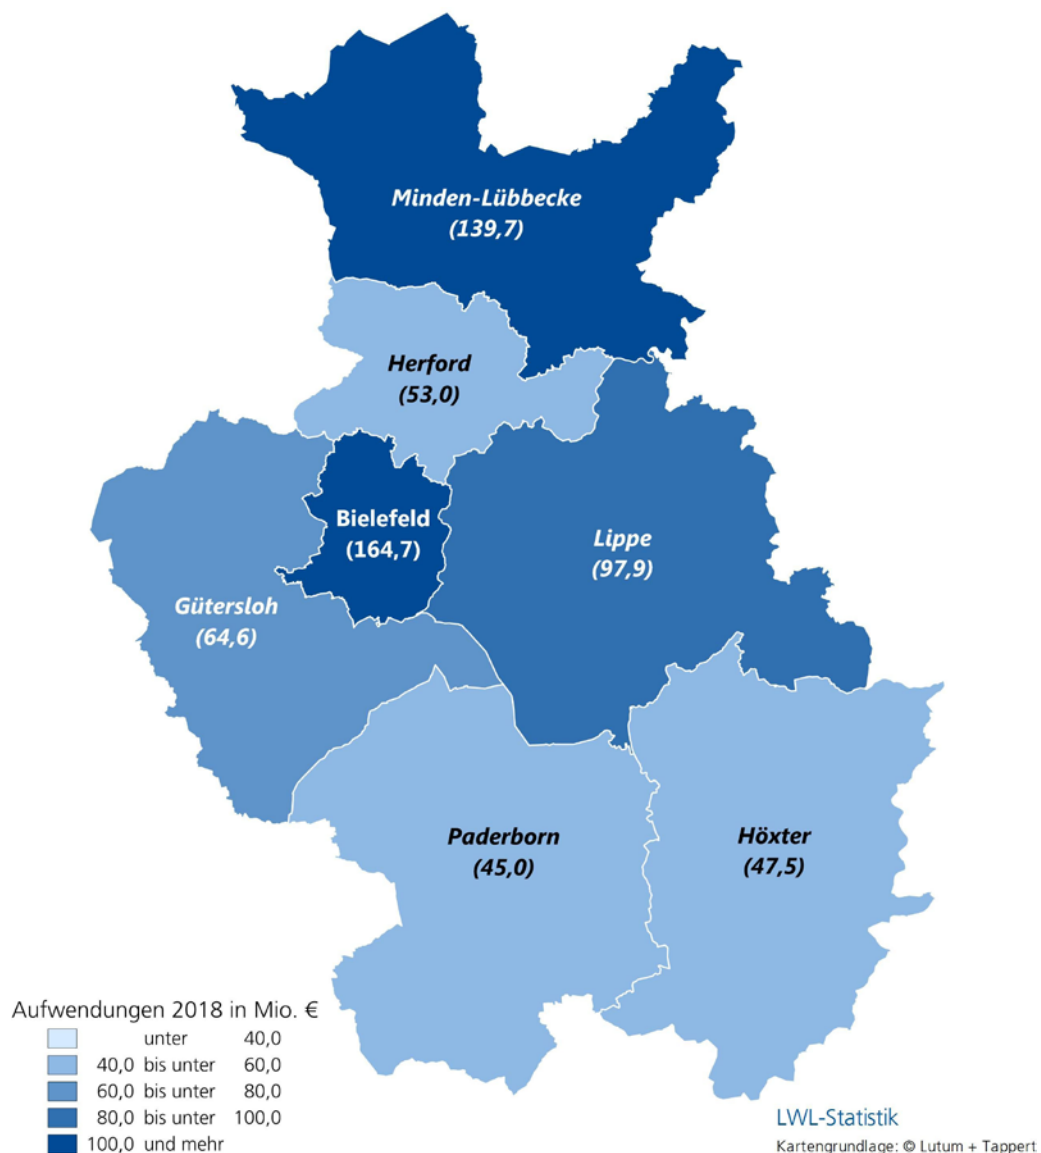 Minden-Lübbecke
(139,7)
Herford
(53,0)
Bielefeld
(164,7)
Lippe
(97,9)
Gütersloh
(64,6)
Paderborn
(45,0)
Höxter
(47,5)
Aufwendungen 2018 in Mio. €
unter 40,0
40,0 bis unter 60,0
60,0 bis unter 80,0
80,0 bis unter 100,0
100,0 und mehr
LWL-Statistik
Kartengrundlage: © Lutum + Tappert